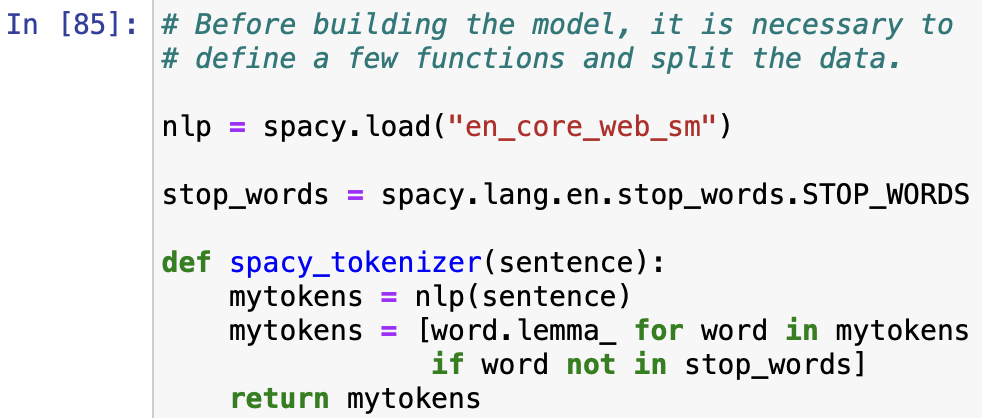 In [85]: # Before building the model, it is necessary to
# define a few functions and split the data.
nlp = spacy.load("en_core_web_sm")
stop_words = spacy.lang.en.stop_words.STOP_WORDS
def spacy_tokenizer(sentence):
    mytokens = nlp(sentence)
    mytokens = [word.lemma_ for word in mytokens
                if word not in stop_words]
    return mytokens